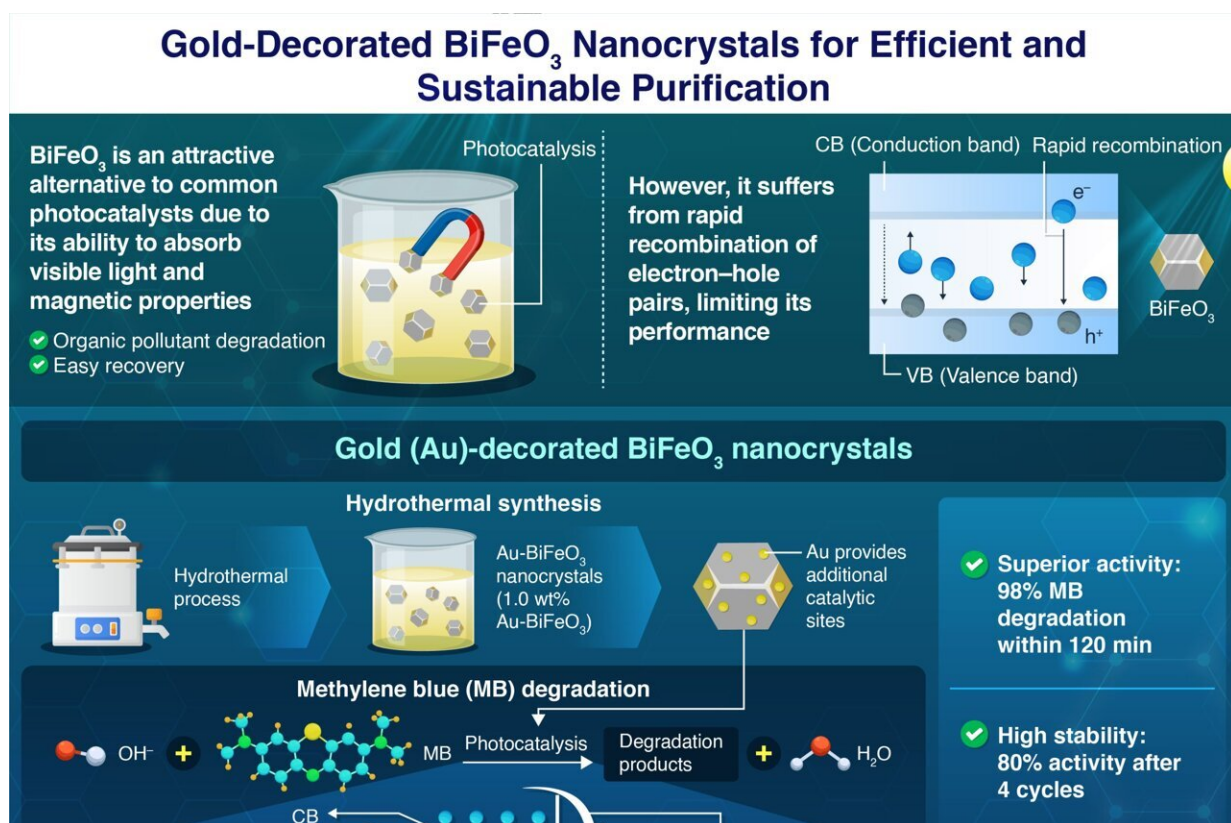 Gold-Decorated BiFeO₃ Nanocrystals for Efficient and
Sustainable Purification
BiFeO₃ is an attractive
alternative to common
photocatalysts due to
its ability to absorb
visible light and
magnetic properties
Organic pollutant degradation
Easy recovery
Photocatalysis
However, it suffers
from rapid
recombination of
electron–hole
pairs, limiting its
performance
CB (Conduction band)
Rapid recombination
e⁻
h⁺
VB (Valence band)
BiFeO₃
Gold (Au)-decorated BiFeO₃ nanocrystals
Hydrothermal synthesis
Hydrothermal
process
Au-BiFeO₃
nanocrystals
(1.0 wt%
Au-BiFeO₃)
Au provides
additional
catalytic
sites
Methylene blue (MB) degradation
OH⁻
+
MB
Photocatalysis
Degradation
products
+
H₂O
CB
Superior activity:
98% MB
degradation
within 120 min
High stability:
80% activity after
4 cycles